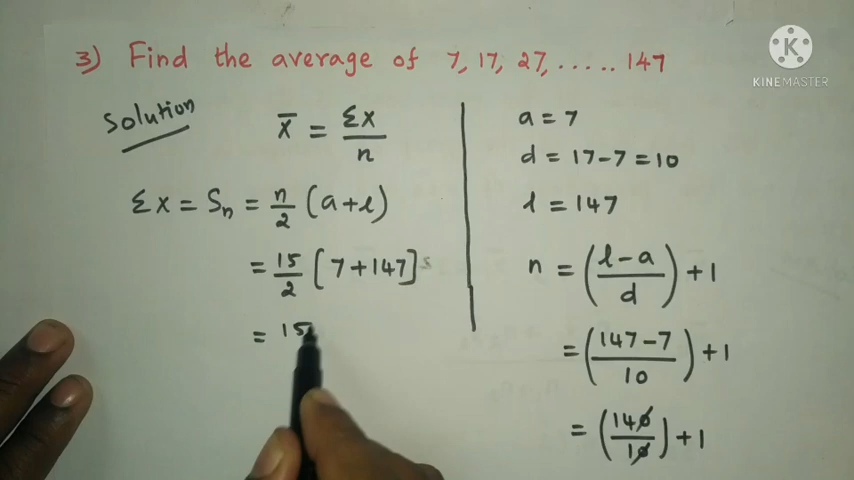 3) Find the average of 7, 17, 27, ..... 147
KINEMASTER
Solution
x̄ = Σx/n
Σx = Sn = n/2 (a+l)
= 15/2 [7+147]
= 15
a = 7
d = 17-7 = 10
l = 147
n = (l-a/d) + 1
= (147-7/10) + 1
= (140/10) + 1